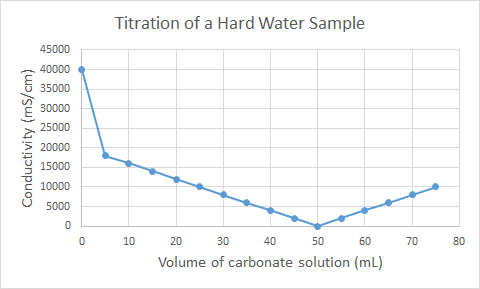 Titration of a Hard Water Sample
Conductivity (mS/cm)
45000
40000
35000
30000
25000
20000
15000
10000
5000
0
0 10 20 30 40 50 60 70 80
Volume of carbonate solution (mL)